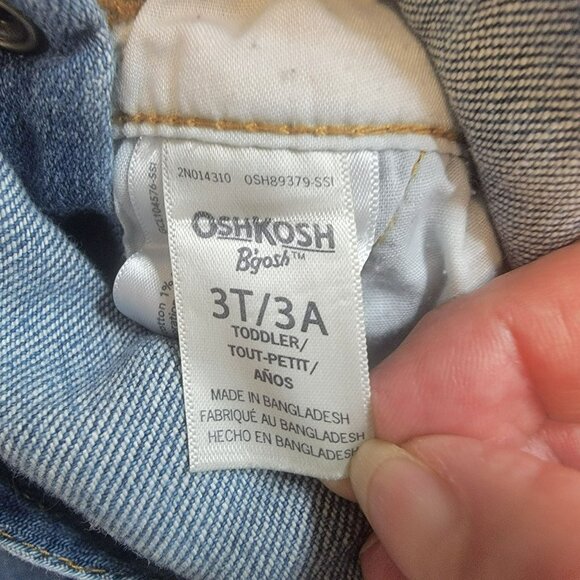 2N014310 OSH89379-SSI
OSHKOSH
B'gosh™
3T/3A
TODDLER/
TOUT-PETIT/
AÑOS
MADE IN BANGLADESH
FABRIQUÉ AU BANGLADESH
HECHO EN BANGLADESH